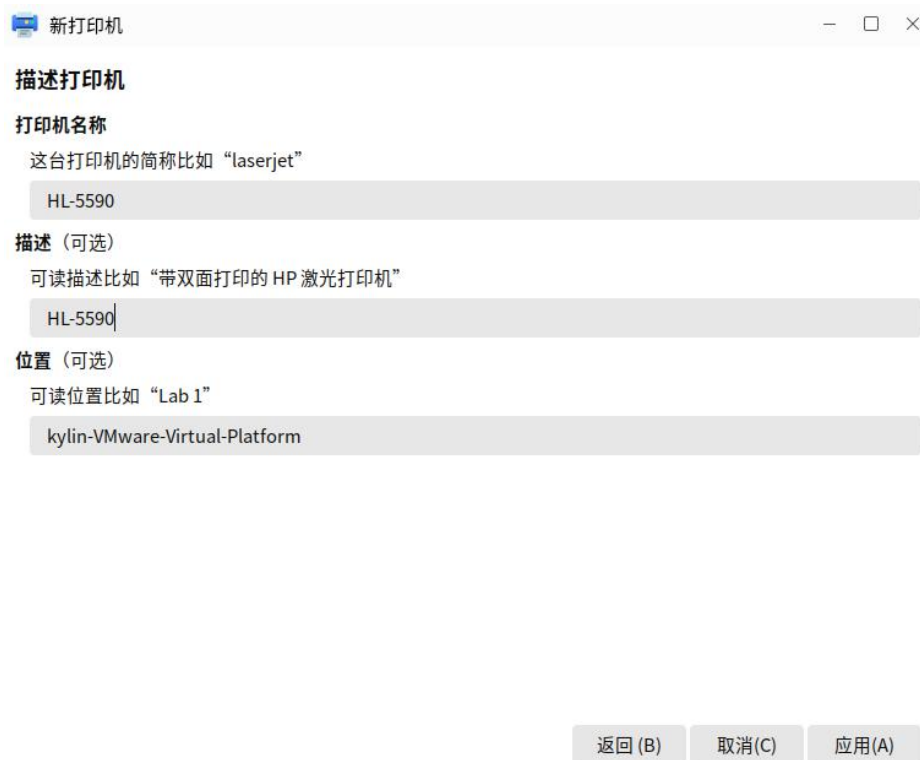 新打印机
描述打印机
打印机名称
这台打印机的简称比如“laserjet”
HL-5590
描述（可选）
可读描述比如“带双面打印的 HP 激光打印机”
HL-5590
位置（可选）
可读位置比如“Lab 1”
kylin-VMware-Virtual-Platform
返回 (B) 取消(C) 应用(A)